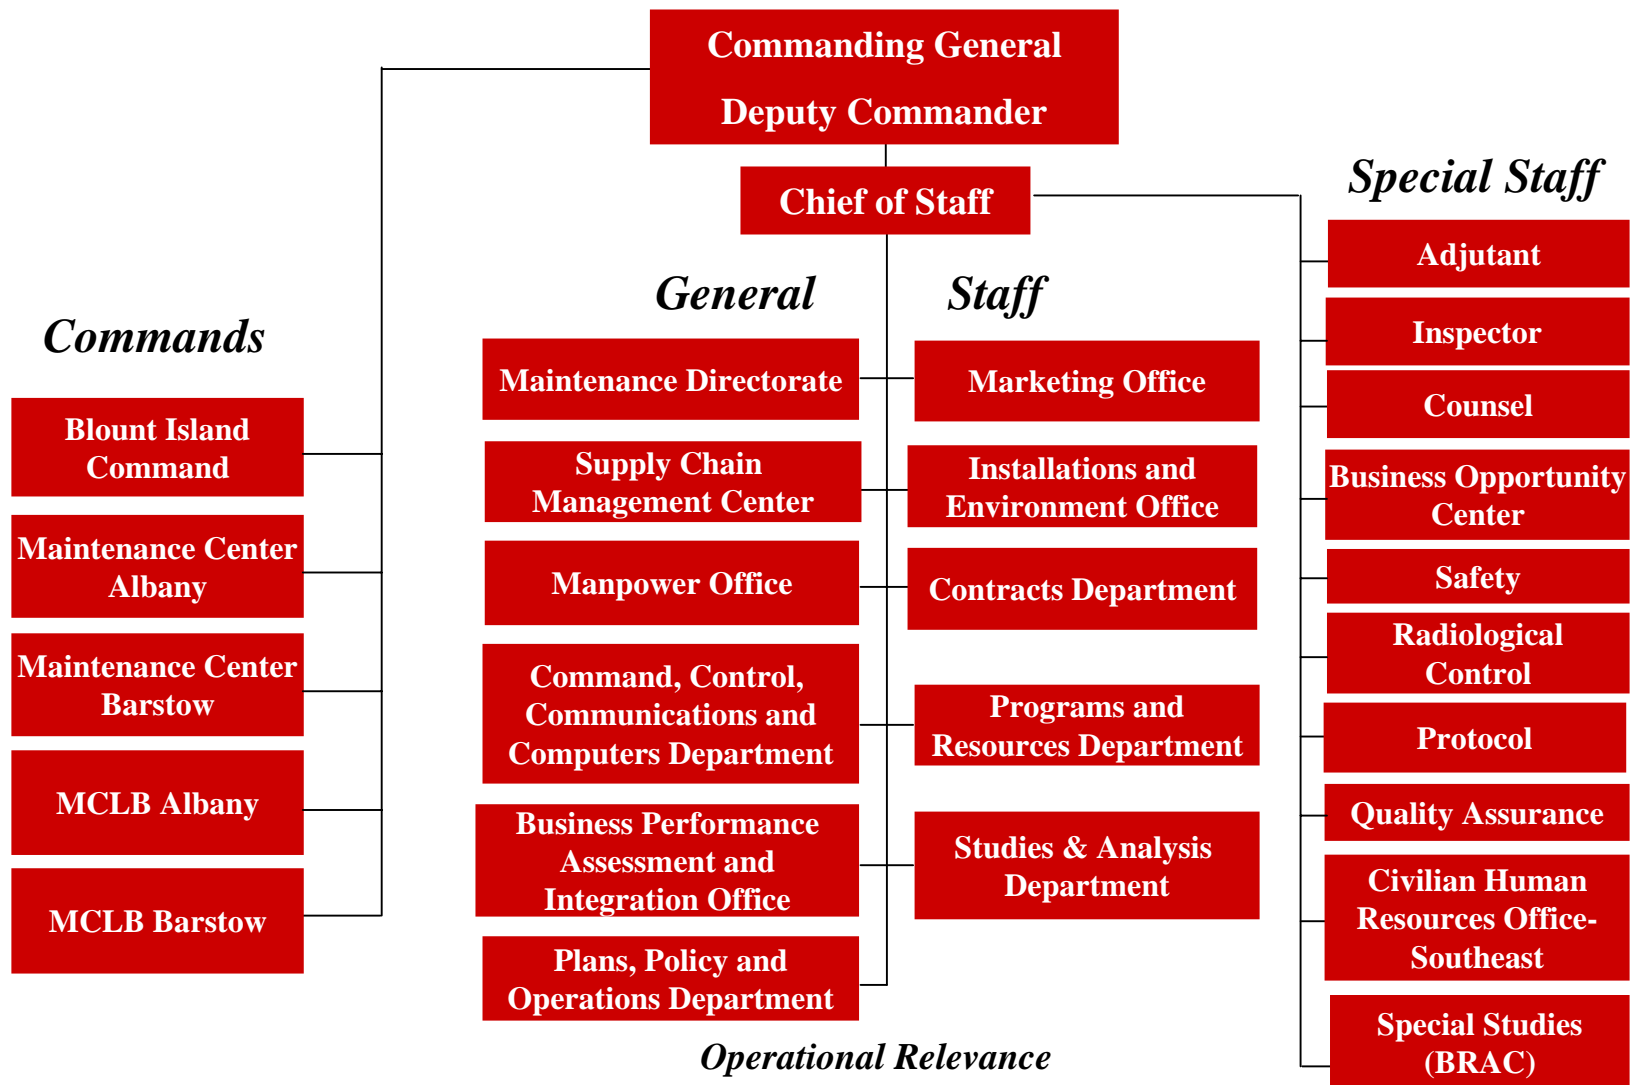 Commanding General
Deputy Commander
Chief of Staff
Commands
Blount Island
Command
Maintenance Center
Albany
Maintenance Center
Barstow
MCLB Albany
MCLB Barstow
General Staff
Maintenance Directorate
Supply Chain
Management Center
Manpower Office
Command, Control,
Communications and
Computers Department
Business Performance
Assessment and
Integration Office
Plans, Policy and
Operations Department
Marketing Office
Installations and
Environment Office
Contracts Department
Programs and
Resources Department
Studies & Analysis
Department
Special Staff
Adjutant
Inspector
Counsel
Business Opportunity
Center
Safety
Radiological
Control
Protocol
Quality Assurance
Civilian Human
Resources Office-
Southeast
Special Studies
(BRAC)
Operational Relevance